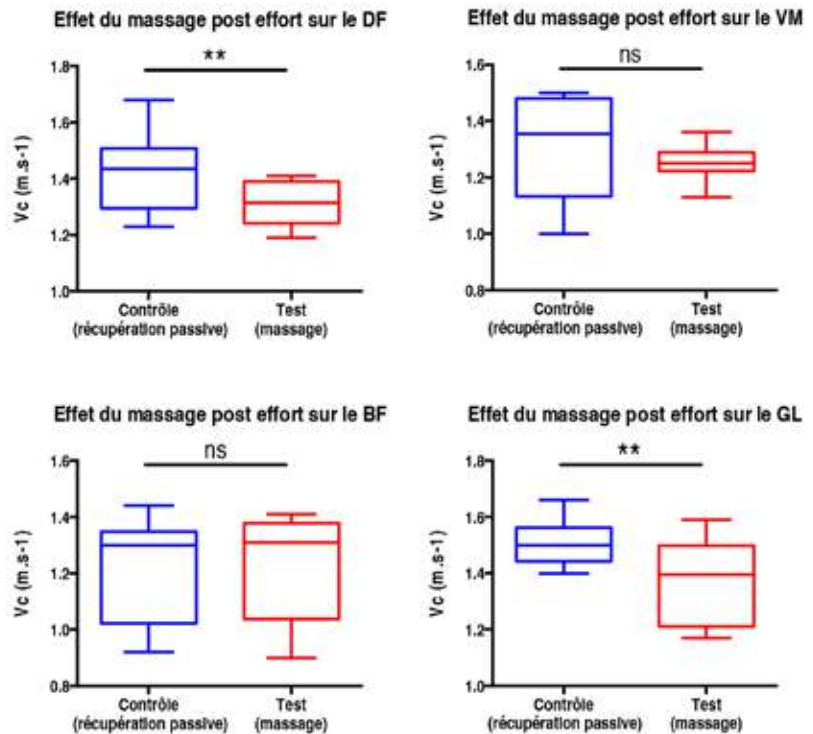 Effet du massage post effort sur le DF
**
1.8
1.6
1.4
1.2
1.0
Vc (m.s-1)
Contrôle
(récupération passive)
Test
(massage)
Effet du massage post effort sur le VM
ns
1.6
1.4
1.2
1.0
0.8
Vc (m.s-1)
Contrôle
(récupération passive)
Test
(massage)
Effet du massage post effort sur le BF
ns
1.6
1.4
1.2
1.0
0.8
Vc (m.s-1)
Contrôle
(récupération passive)
Test
(massage)
Effet du massage post effort sur le GL
**
1.8
1.6
1.4
1.2
1.0
Vc (m.s-1)
Contrôle
(récupération passive)
Test
(massage)